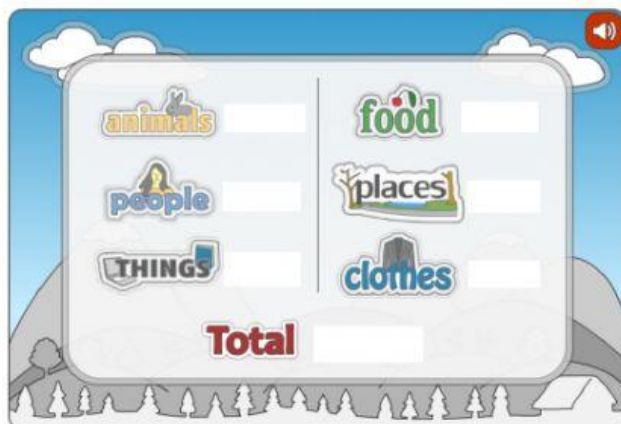 animals
food
people
places
THINGS
clothes
Total